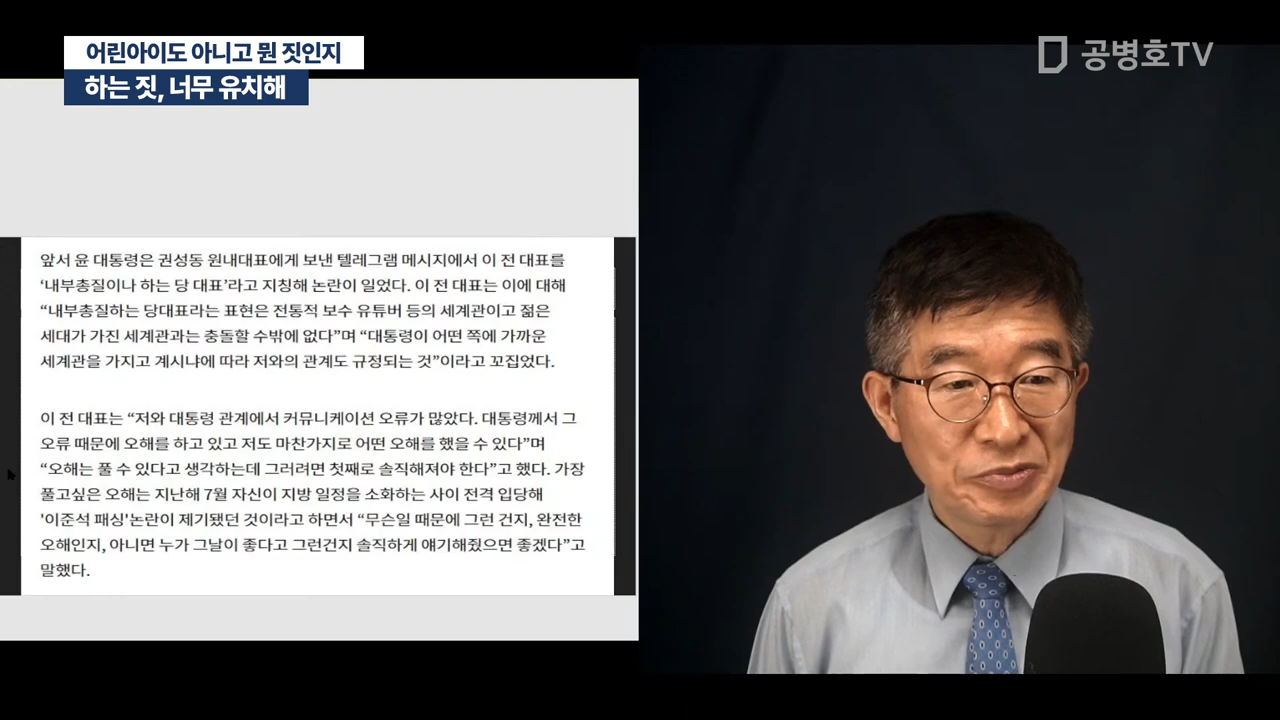 어린아이도 아니고 뭔 짓인지
하는 짓, 너무 유치해
공병호TV
앞서 윤 대통령은 권성동 원내대표에게 보낸 텔레그램 메시지에서 이 전 대표를
‘내부총질이나 하는 당 대표’라고 지칭해 논란이 일었다. 이 전 대표는 이에 대해
“내부총질하는 당대표라는 표현은 전통적 보수 유튜버 등의 세계관이고 젊은
세대가 가진 세계관과는 충돌할 수밖에 없다”며 “대통령이 어떤 쪽에 가까운
세계관을 가지고 계시냐에 따라 저와의 관계도 규정되는 것”이라고 꼬집었다.
이 전 대표는 “저와 대통령 관계에서 커뮤니케이션 오류가 많았다. 대통령께서 그
오류 때문에 오해를 하고 있고 저도 마찬가지로 어떤 오해를 했을 수 있다”며
“오해는 풀 수 있다고 생각하는데 그러려면 첫째로 솔직해져야 한다”고 했다. 가장
풀고싶은 오해는 지난해 7월 자신이 지방 일정을 소화하는 사이 전격 입당해
'이준석 패싱'논란이 제기됐던 것이라고 하면서 “무슨일 때문에 그런 건지, 완전한
오해인지, 아니면 누가 그날이 좋다고 그런건지 솔직하게 얘기해줬으면 좋겠다”고
말했다.